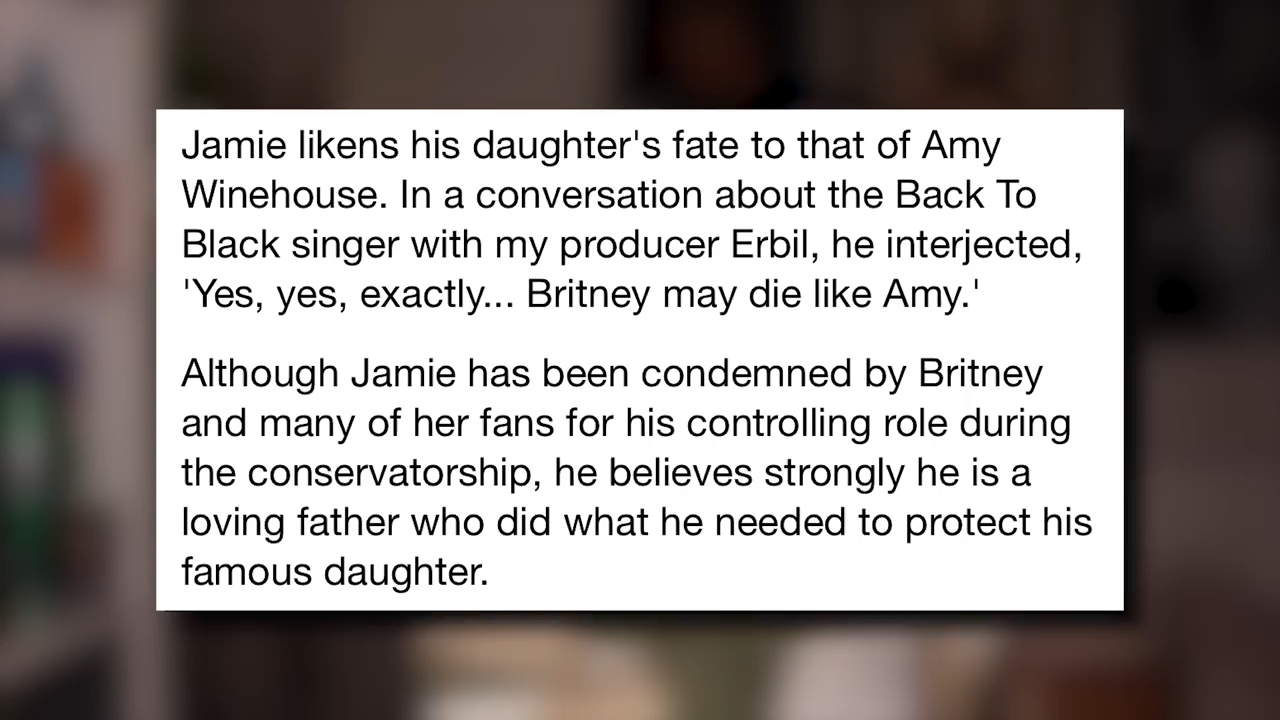 Jamie likens his daughter's fate to that of Amy
Winehouse. In a conversation about the Back To
Black singer with my producer Erbil, he interjected,
'Yes, yes, exactly... Britney may die like Amy.'
Although Jamie has been condemned by Britney
and many of her fans for his controlling role during
the conservatorship, he believes strongly he is a
loving father who did what he needed to protect his
famous daughter.